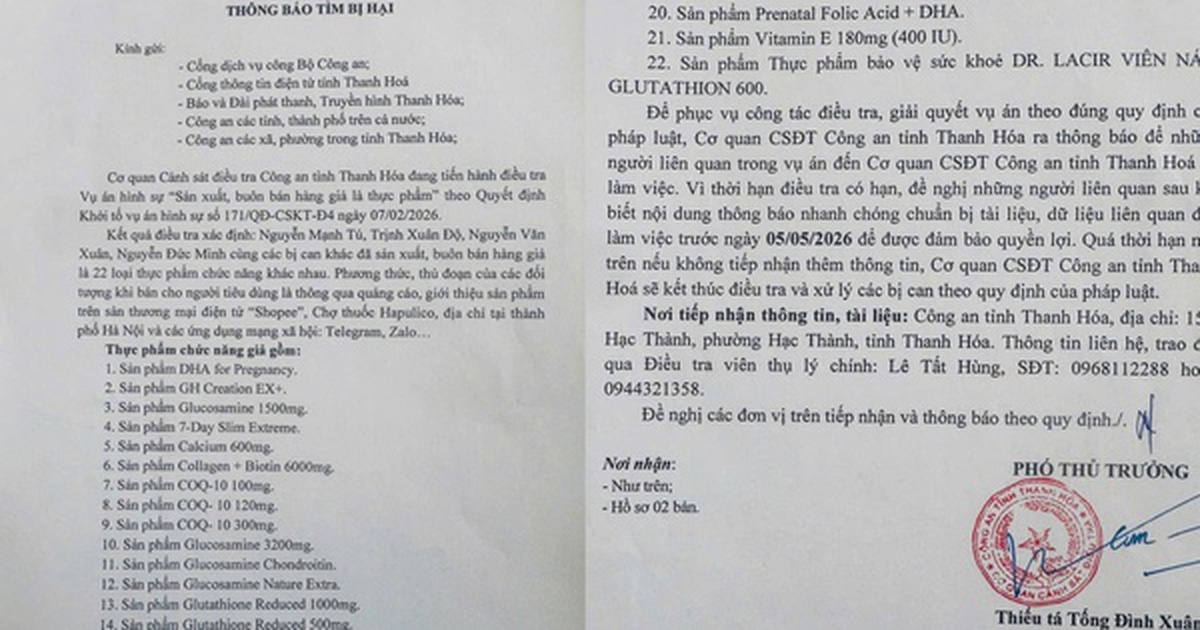 THÔNG BÁO TÌM BỊ HẠI
Kính gửi:
- Cổng dịch vụ công Bộ Công an;
- Cổng thông tin điện tử tỉnh Thanh Hoá
- Báo và Đài phát thanh, Truyền hình Thanh Hóa;
- Công an các tỉnh, thành phố trên cả nước;
- Công an các xã, phường trong tỉnh Thanh Hóa;
Cơ quan Cảnh sát điều tra Công an tỉnh Thanh Hóa đang tiến hành điều tra
Vụ án hình sự “Sản xuất, buôn bán hàng giả là thực phẩm” theo Quyết định
Khởi tố vụ án hình sự số 171/QĐ-CSKT-Đ4 ngày 07/02/2026.
Kết quả điều tra xác định: Nguyễn Mạnh Tú, Trịnh Xuân Độ, Nguyễn Văn
Xuân, Nguyễn Đức Minh cùng các bị can khác đã sản xuất, buôn bán hàng giả
là 22 loại thực phẩm chức năng khác nhau. Phương thức, thủ đoạn của các đối
tượng khi bán cho người tiêu dùng là thông qua quảng cáo, giới thiệu sản phẩm
trên sàn thương mại điện tử “Shopee”, Chợ thuốc Hapulico, địa chỉ tại thành
phố Hà Nội và các ứng dụng mạng xã hội: Telegram, Zalo…
Thực phẩm chức năng giả gồm:
1. Sản phẩm DHA for Pregnancy.
2. Sản phẩm GH Creation EX+.
3. Sản phẩm Glucosamine 1500mg.
4. Sản phẩm 7-Day Slim Extreme.
5. Sản phẩm Calcium 600mg.
6. Sản phẩm Collagen + Biotin 6000mg.
7. Sản phẩm COQ-10 100mg.
8. Sản phẩm COQ- 10 120mg.
9. Sản phẩm COQ- 10 300mg.
10. Sản phẩm Glucosamine 3200mg.
11. Sản phẩm Glucosamine Chondroitin.
12. Sản phẩm Glucosamine Nature Extra.
13. Sản phẩm Glutathione Reduced 1000mg.
14. Sản phẩm Glutathione Reduced 500mg.
20. Sản phẩm Prenatal Folic Acid + DHA.
21. Sản phẩm Vitamin E 180mg (400 IU).
22. Sản phẩm Thực phẩm bảo vệ sức khoẻ DR. LACIR VIÊN
GLUTATHION 600.
Để phục vụ công tác điều tra, giải quyết vụ án theo đúng quy định
pháp luật, Cơ quan CSĐT Công an tỉnh Thanh Hóa ra thông báo để
người liên quan trong vụ án đến Cơ quan CSĐT Công an tỉnh Thanh Hoá
làm việc. Vì thời hạn điều tra có hạn, đề nghị những người liên quan sau
biết nội dung thông báo nhanh chóng chuẩn bị tài liệu, dữ liệu liên quan
làm việc trước ngày 05/05/2026 để được đảm bảo quyền lợi. Quá thời hạn
trên nếu không tiếp nhận thêm thông tin, Cơ quan CSĐT Công an tỉnh
Hoá sẽ kết thúc điều tra và xử lý các bị can theo quy định của pháp luật.
Nơi tiếp nhận thông tin, tài liệu: Công an tỉnh Thanh Hóa, địa chỉ:
Hạc Thành, phường Hạc Thành, tỉnh Thanh Hóa. Thông tin liên hệ, trao
qua Điều tra viên thụ lý chính: Lê Tất Hùng, SĐT: 0968112288
0944321358.
Đề nghị các đơn vị trên tiếp nhận và thông báo theo quy định./.
Nơi nhận:
- Như trên;
- Hồ sơ 02 bản.
PHÓ THỦ TRƯỞNG
Thiếu tá Tống Đình Xuân